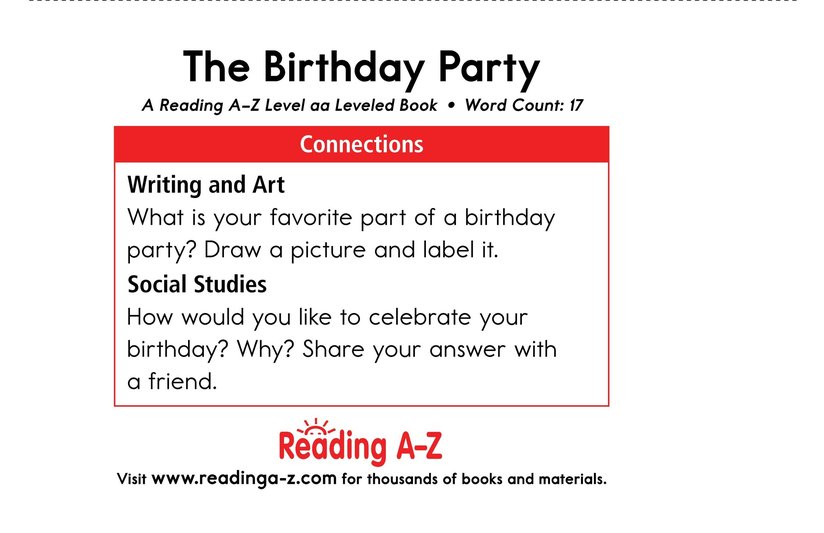 The Birthday Party
A Reading A–Z Level aa Leveled Book • Word Count: 17
Connections
Writing and Art
What is your favorite part of a birthday
party? Draw a picture and label it.
Social Studies
How would you like to celebrate your
birthday? Why? Share your answer with
a friend.
Reading A–Z
Visit www.readinga-z.com for thousands of books and materials.